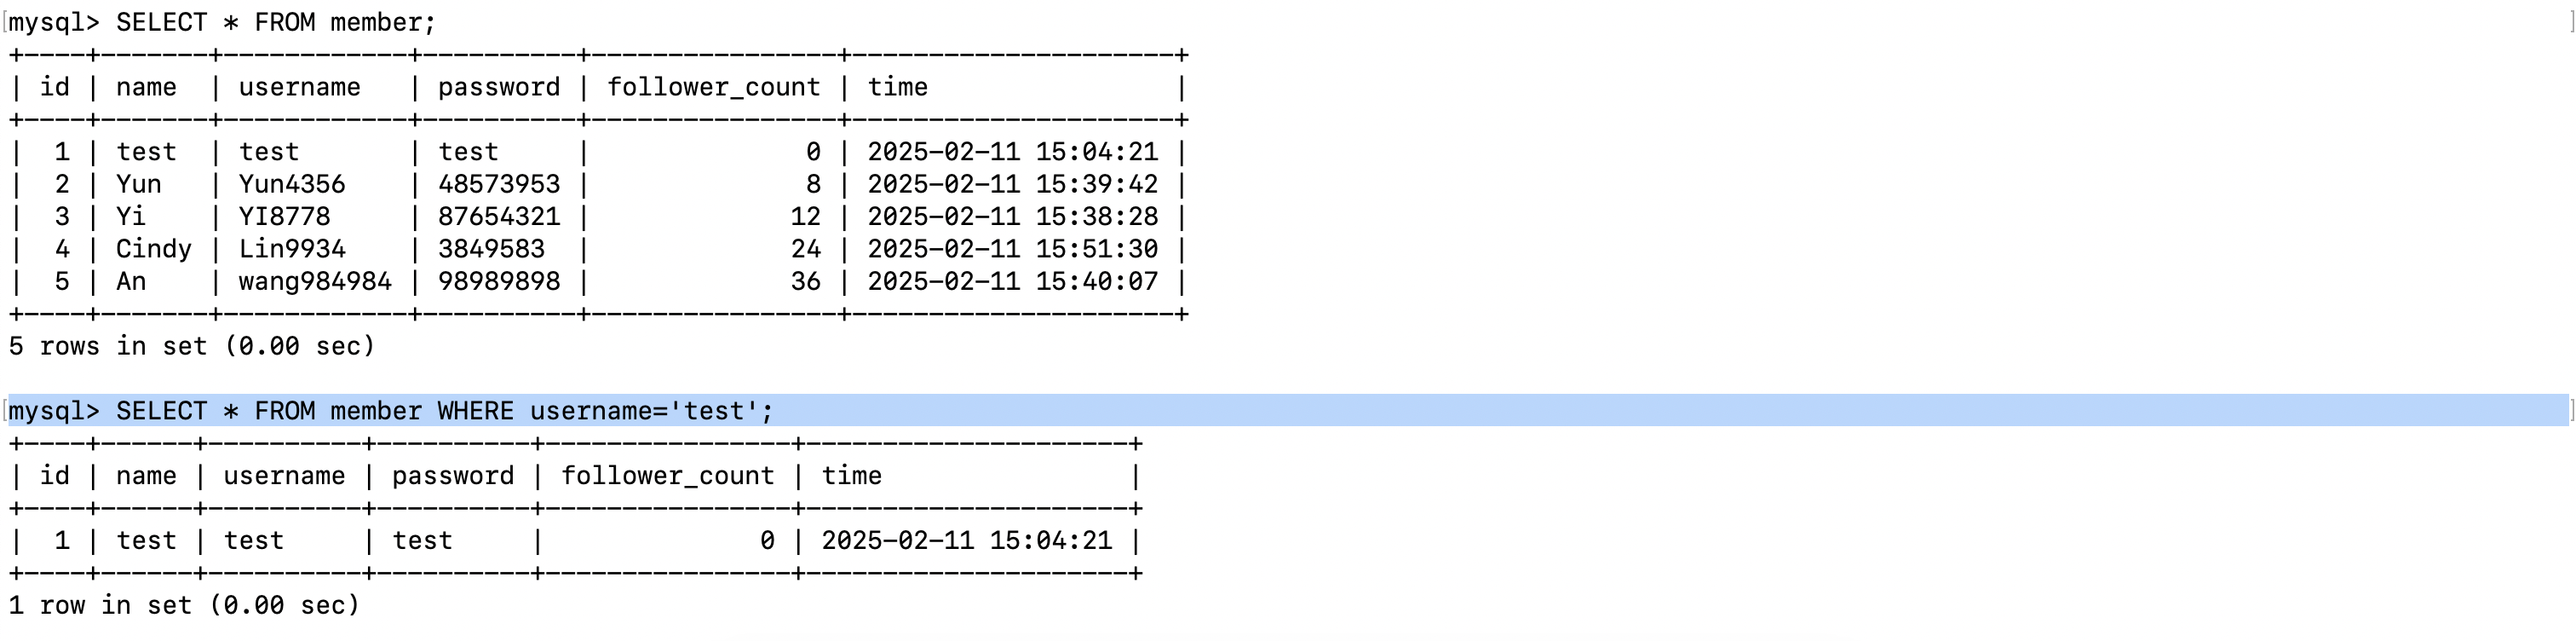 mysql> SELECT * FROM member;
+----+-------+------------+----------+----------------+---------------------+
| id | name  | username   | password | follower_count | time                |
+----+-------+------------+----------+----------------+---------------------+
|  1 | test  | test       | test     |              0 | 2025-02-11 15:04:21 |
|  2 | Yun   | Yun4356    | 48573953 |              8 | 2025-02-11 15:39:42 |
|  3 | Yi    | YI8778     | 87654321 |             12 | 2025-02-11 15:38:28 |
|  4 | Cindy | Lin9934    | 3849583  |             24 | 2025-02-11 15:51:30 |
|  5 | An    | wang984984 | 98989898 |             36 | 2025-02-11 15:40:07 |
+----+-------+------------+----------+----------------+---------------------+
5 rows in set (0.00 sec)
mysql> SELECT * FROM member WHERE username='test';
+----+------+----------+----------+----------------+---------------------+
| id | name | username | password | follower_count | time                |
+----+------+----------+----------+----------------+---------------------+
|  1 | test | test     | test     |              0 | 2025-02-11 15:04:21 |
+----+------+----------+----------+----------------+---------------------+
1 row in set (0.00 sec)